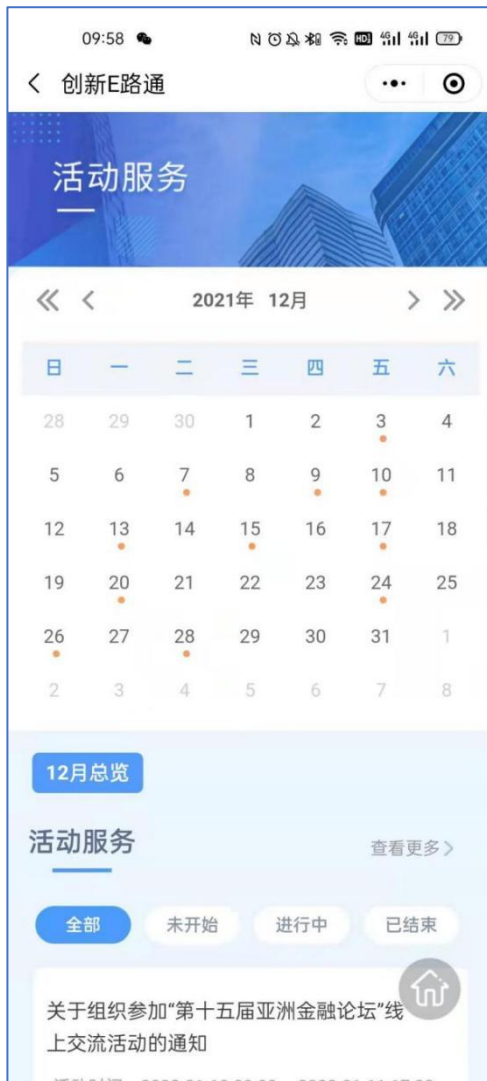 09:58
HD 4G 4G 79
创新E路通
活动服务
2021年 12月
日 一 二 三 四 五 六
28 29 30 1 2 3 4
5 6 7 8 9 10 11
12 13 14 15 16 17 18
19 20 21 22 23 24 25
26 27 28 29 30 31 1
2 3 4 5 6 7 8
12月总览
活动服务 查看更多
全部 未开始 进行中 已结束
关于组织参加“第十五届亚洲金融论坛”线
上交流活动的通知